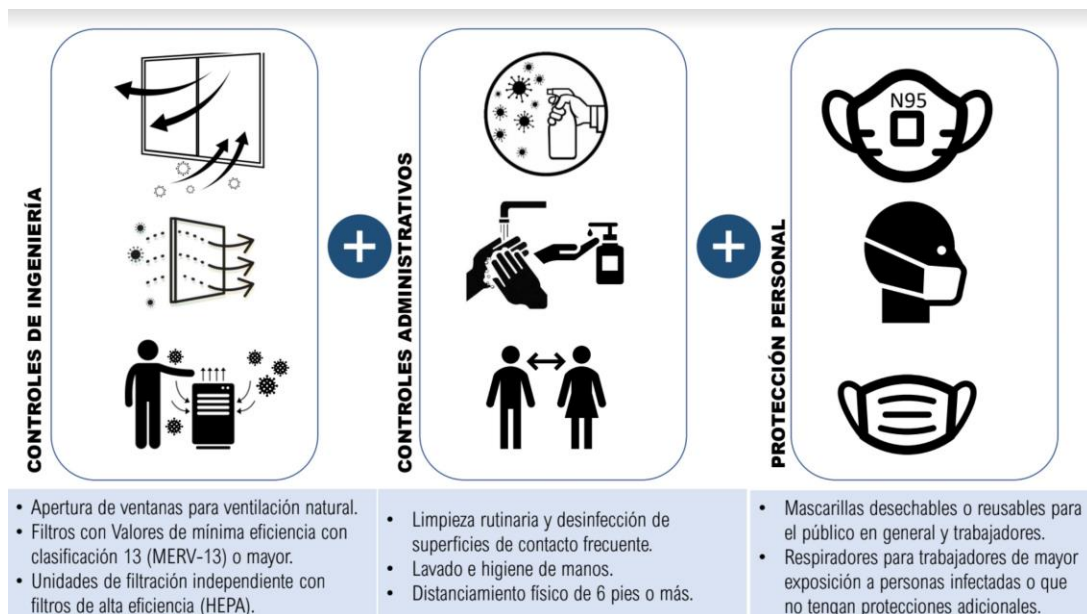 CONTROLES DE INGENIERÍA
• Apertura de ventanas para ventilación natural.
• Filtros con Valores de mínima eficiencia con
clasificación 13 (MERV-13) o mayor.
• Unidades de filtración independiente con
filtros de alta eficiencia (HEPA).
CONTROLES ADMINISTRATIVOS
• Limpieza rutinaria y desinfección de
superficies de contacto frecuente.
• Lavado e higiene de manos.
• Distanciamiento físico de 6 pies o más.
PROTECCIÓN PERSONAL
N95
• Mascarillas desechables o reusables para
el público en general y trabajadores.
• Respiradores para trabajadores de mayor
exposición a personas infectadas o que
no tengan protecciones adicionales.